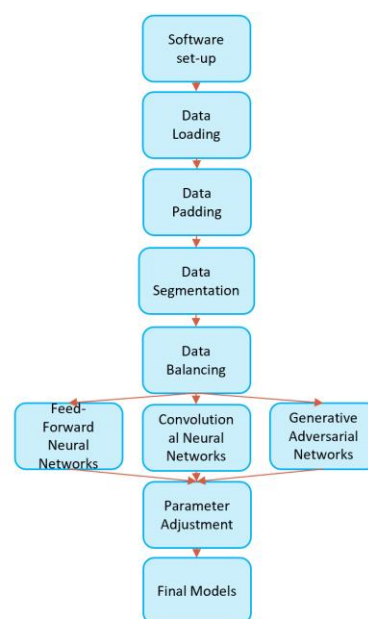 Software
set-up
Data
Loading
Data
Padding
Data
Segmentation
Data
Balancing
Feed-
Forward
Neural
Networks
Convolution
al Neural
Networks
Generative
Adversarial
Networks
Parameter
Adjustment
Final Models